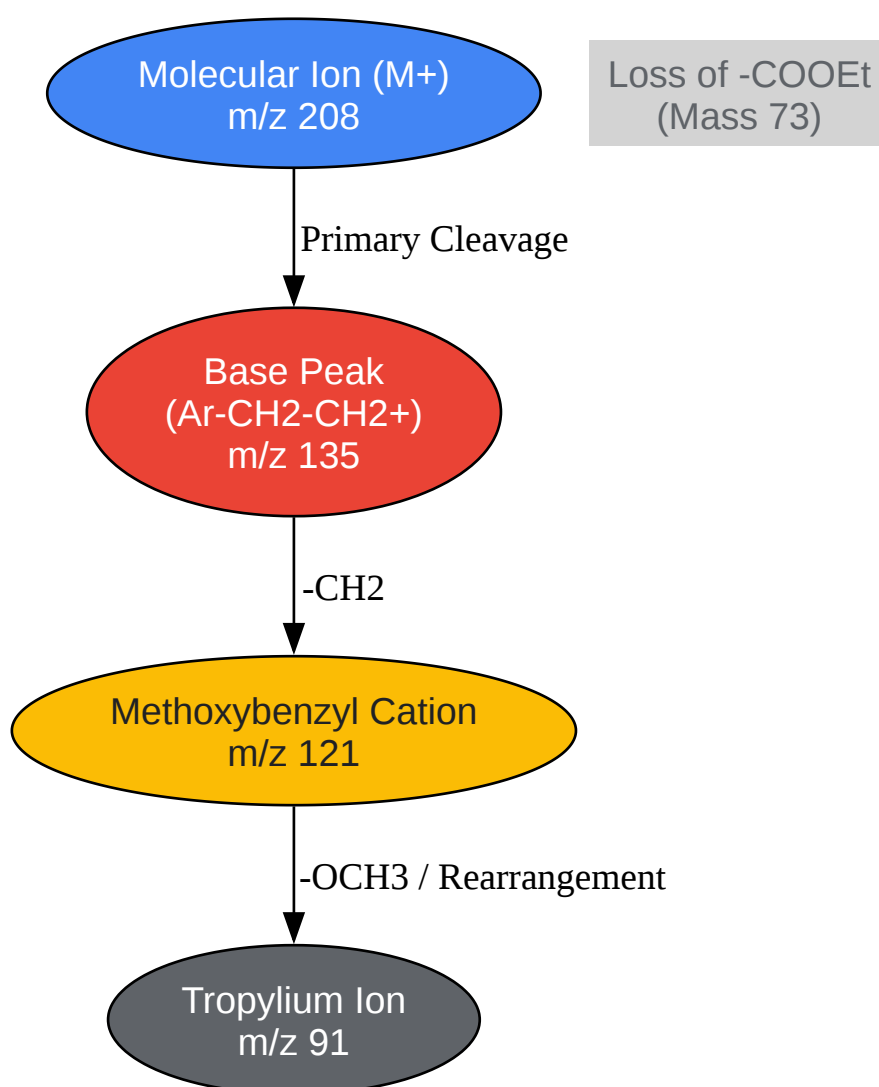 Molecular Ion (M+)
m/z 208
Loss of -COOEt
(Mass 73)
Primary Cleavage
Base Peak
(Ar-CH2-CH2+)
m/z 135
-CH2
Methoxybenzyl Cation
m/z 121
-OCH3 / Rearrangement
Tropylium Ion
m/z 91